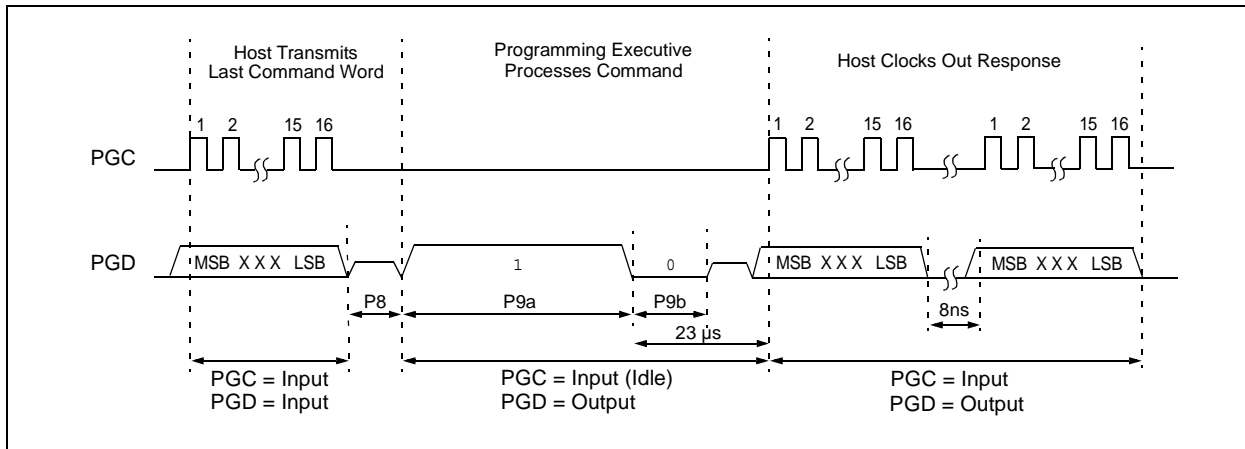 Host Transmits
Last Command Word
Programming Executive
Processes Command
Host Clocks Out Response
1 2 15 16 1 2 15 16 1 2 15 16
PGC
PGD
MSB X X X LSB 1 0 MSB X X X LSB MSB X X X LSB
P8 P9a P9b 8ns
23 µs
PGC = Input
PGD = Input
PGC = Input (Idle)
PGD = Output
PGC = Input
PGD = Output